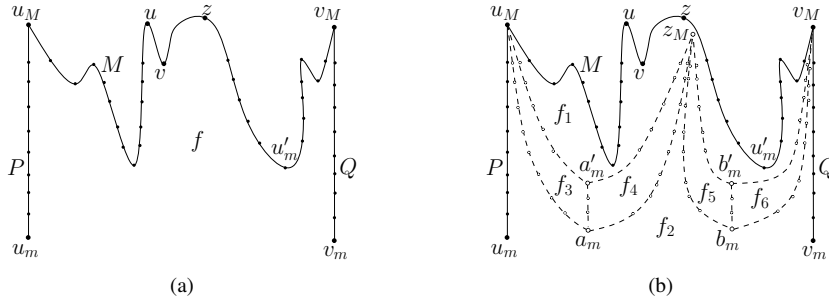 u_M u z v_M
M
v
f
u'_m
P Q
u_m v_m
(a)
u_M u z v_M
z_M
M v
f_1
u'_m
a'_m b'_m
P Q
f_3 f_4 f_5 f_6
a_m f_2 b_m
u_m v_m
(b)